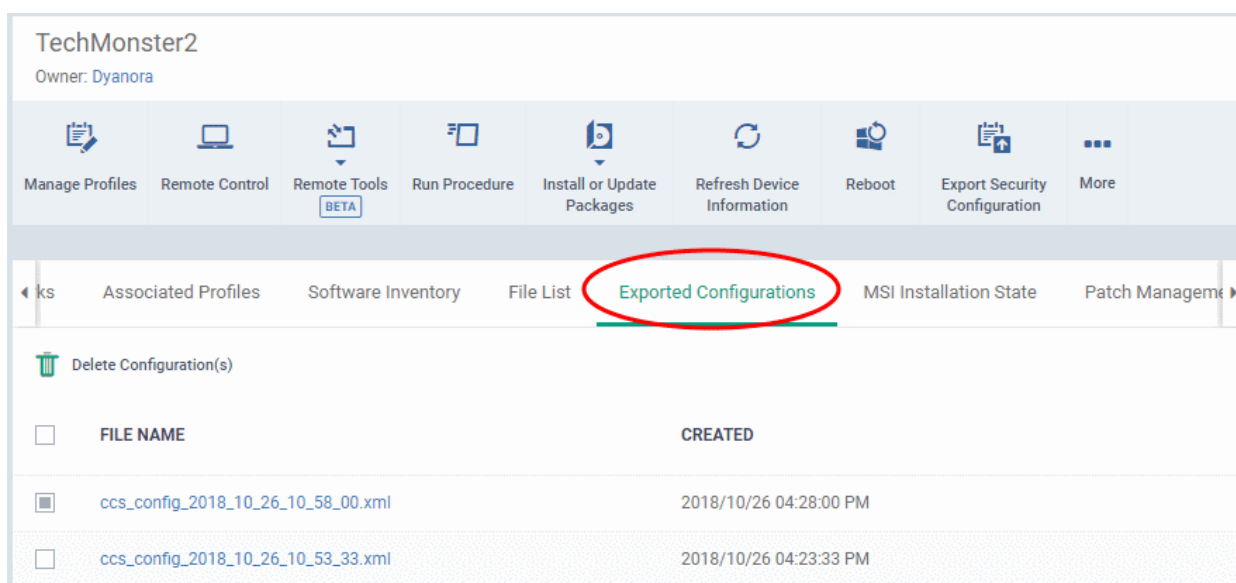 TechMonster2
Owner: Dyanora
Manage Profiles
Remote Control
Remote Tools
BETA
Run Procedure
Install or Update
Packages
Refresh Device
Information
Reboot
Export Security
Configuration
More
ks
Associated Profiles
Software Inventory
File List
Exported Configurations
MSI Installation State
Patch Manageme
Delete Configuration(s)
FILE NAME CREATED
ccs_config_2018_10_26_10_58_00.xml 2018/10/26 04:28:00 PM
ccs_config_2018_10_26_10_53_33.xml 2018/10/26 04:23:33 PM